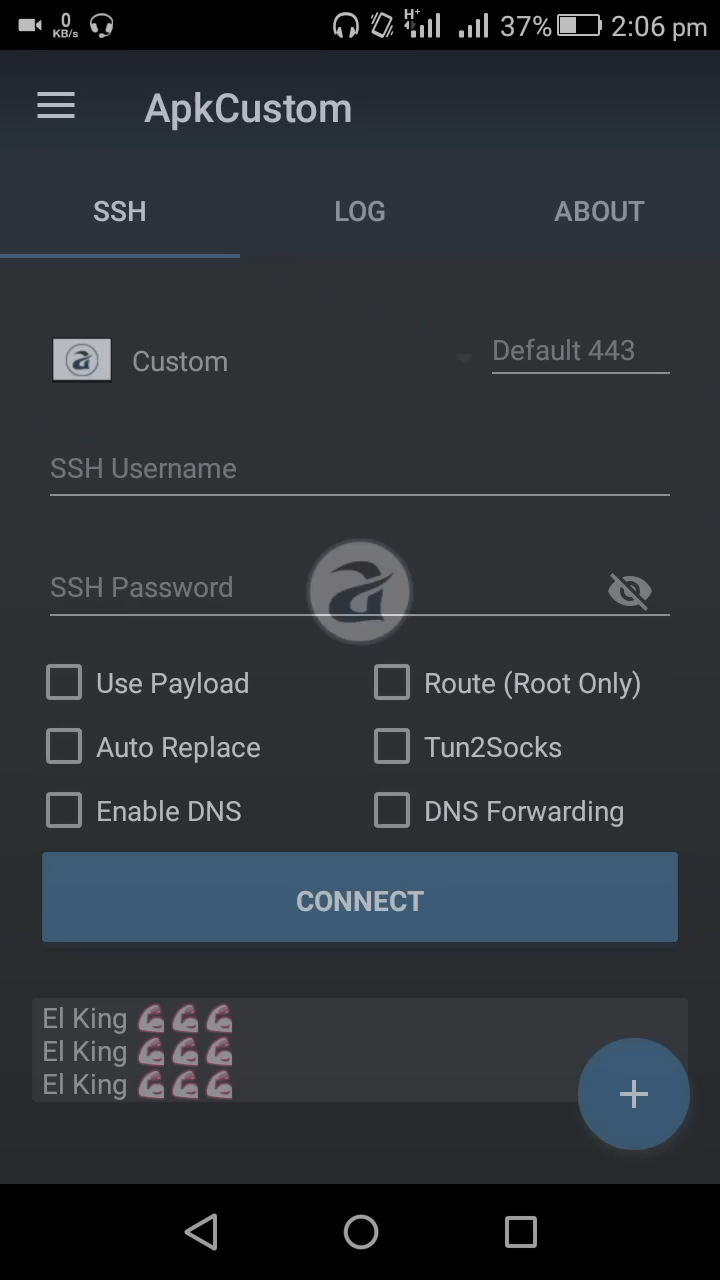 0
KB/s
H+
37%
2:06 pm
ApkCustom
SSH
LOG
ABOUT
Custom
Default 443
SSH Username
SSH Password
Use Payload
Route (Root Only)
Auto Replace
Tun2Socks
Enable DNS
DNS Forwarding
CONNECT
El King 💪💪💪
El King 💪💪💪
El King 💪💪💪